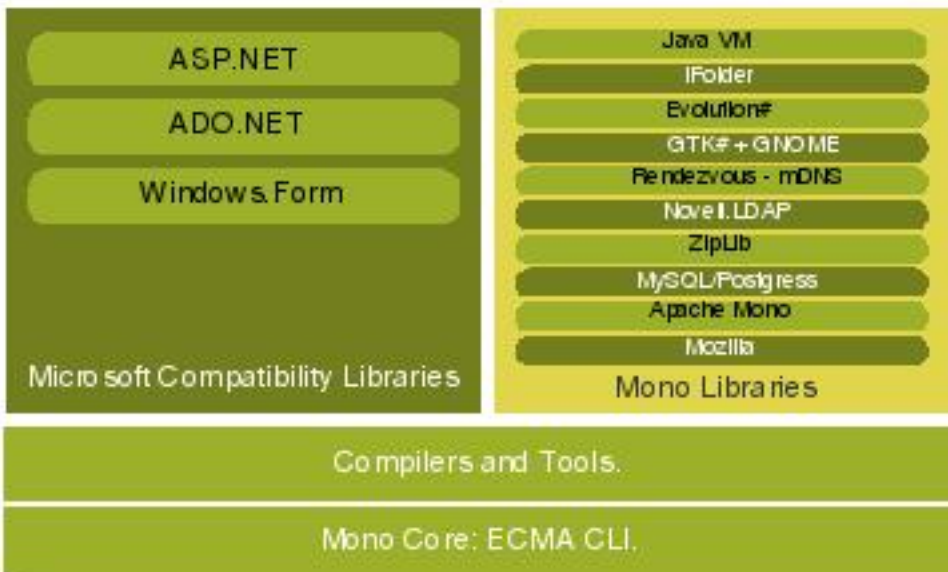 ASP.NET
ADO.NET
Windows.Form
Microsoft Compatibility Libraries
Java VM
iFolder
Evolution#
GTK# + GNOME
Rendezvous - mDNS
Novell.LDAP
ZipLib
MySQL/Postgress
Apache Mono
Mozilla
Mono Libraries
Compilers and Tools.
Mono Core: ECMA CLI.